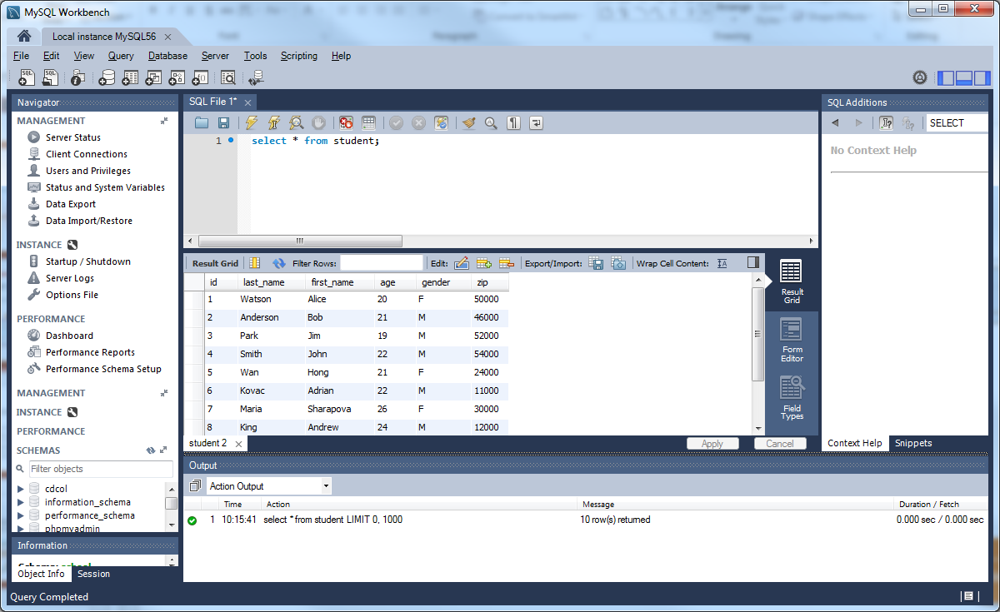 MySQL Workbench
Local instance MySQL56
File Edit View Query Database Server Tools Scripting Help
Navigator
MANAGEMENT
Server Status
Client Connections
Users and Privileges
Status and System Variables
Data Export
Data Import/Restore
INSTANCE
Startup / Shutdown
Server Logs
Options File
PERFORMANCE
Dashboard
Performance Reports
Performance Schema Setup
MANAGEMENT
INSTANCE
PERFORMANCE
SCHEMAS
Filter objects
cdcol
information_schema
performance_schema
phpmyadmin
Information
Object Info Session
Query Completed
SQL File 1*
1 select * from student;
Result Grid Filter Rows: Edit: Export/Import: Wrap Cell Content:
id last_name first_name age gender zip
1 Watson Alice 20 F 50000
2 Anderson Bob 21 M 46000
3 Park Jim 19 M 52000
4 Smith John 22 M 54000
5 Wan Hong 21 F 24000
6 Kovac Adrian 22 M 11000
7 Maria Sharapova 26 F 30000
8 King Andrew 24 M 12000
Result
Grid
Form
Editor
Field
Types
student 2
Apply Cancel
SQL Additions
SELECT
No Context Help
Context Help Snippets
Output
Action Output
Time Action Message Duration / Fetch
1 10:15:41 select * from student LIMIT 0, 1000 10 row(s) returned 0.000 sec / 0.000 sec